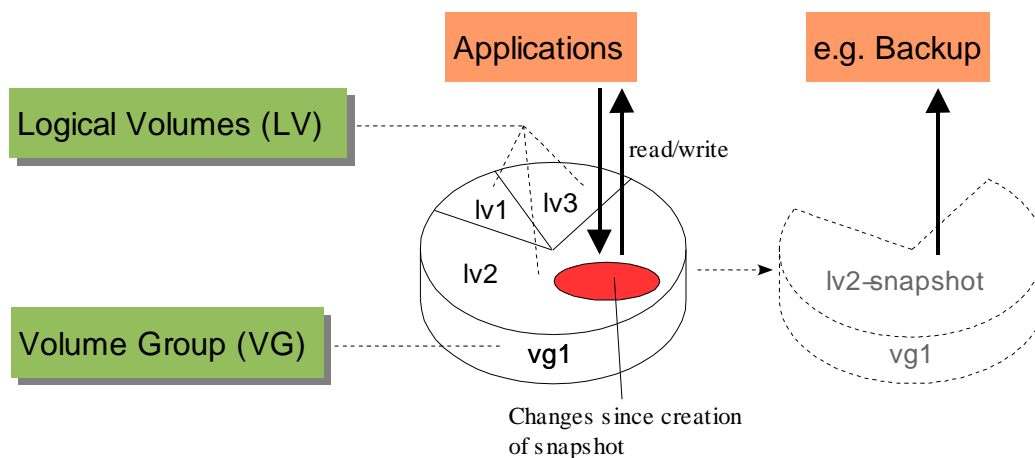 Applications
e.g. Backup
Logical Volumes (LV)
read/write
lv1
lv3
lv2
lv2-snapshot
Volume Group (VG)
vg1
vg1
Changes since creation
of snapshot